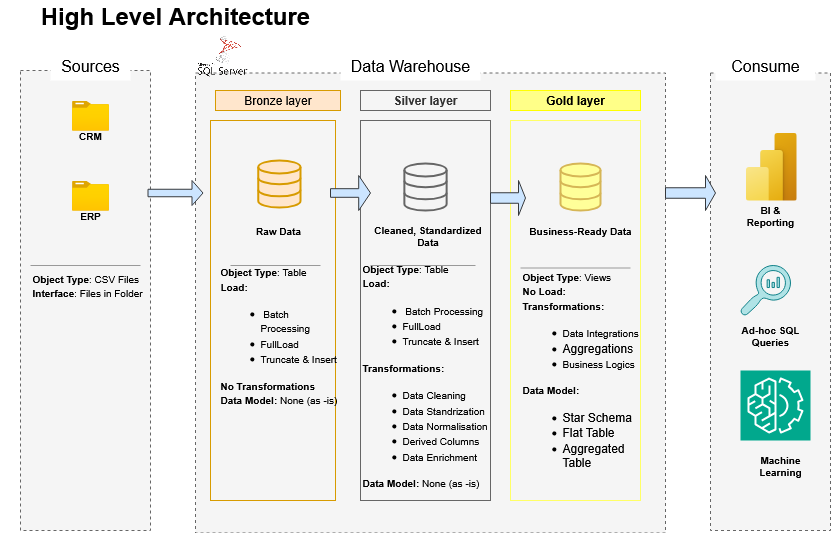 High Level Architecture
Sources
CRM
ERP
Object Type: CSV Files
Interface: Files in Folder
SQL Server
Data Warehouse
Bronze layer
Raw Data
Object Type: Table
Load:
• Batch
Processing
• FullLoad
• Truncate & Insert
No Transformations
Data Model: None (as -is)
Silver layer
Cleaned, Standardized
Data
Object Type: Table
Load:
• Batch Processing
• FullLoad
• Truncate & Insert
Transformations:
• Data Cleaning
• Data Standrization
• Data Normalisation
• Derived Columns
• Data Enrichment
Data Model: None (as -is)
Gold layer
Business-Ready Data
Object Type: Views
No Load:
Transformations:
• Data Integrations
• Aggregations
• Business Logics
Data Model:
• Star Schema
• Flat Table
• Aggregated
Table
Consume
BI &
Reporting
Ad-hoc SQL
Queries
Machine
Learning